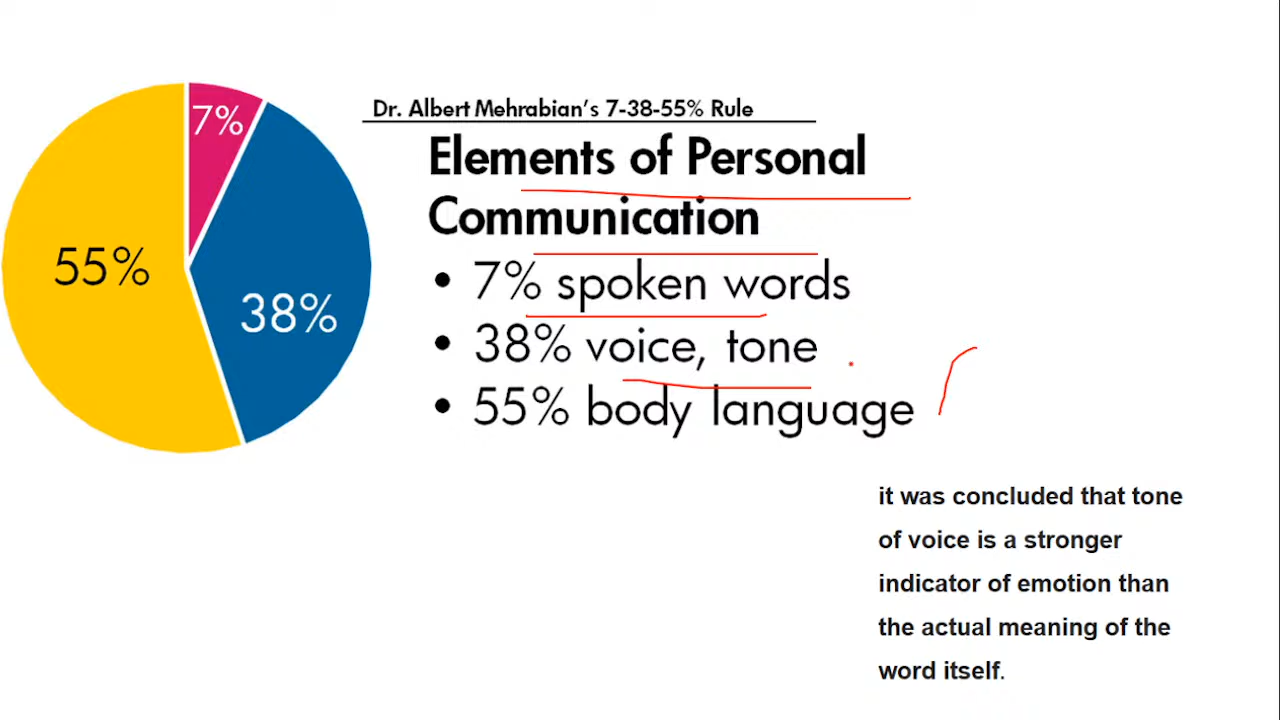 7%
38%
55%
Dr. Albert Mehrabian's 7-38-55% Rule
Elements of Personal
Communication
• 7% spoken words
• 38% voice, tone
• 55% body language
it was concluded that tone
of voice is a stronger
indicator of emotion than
the actual meaning of the
word itself.